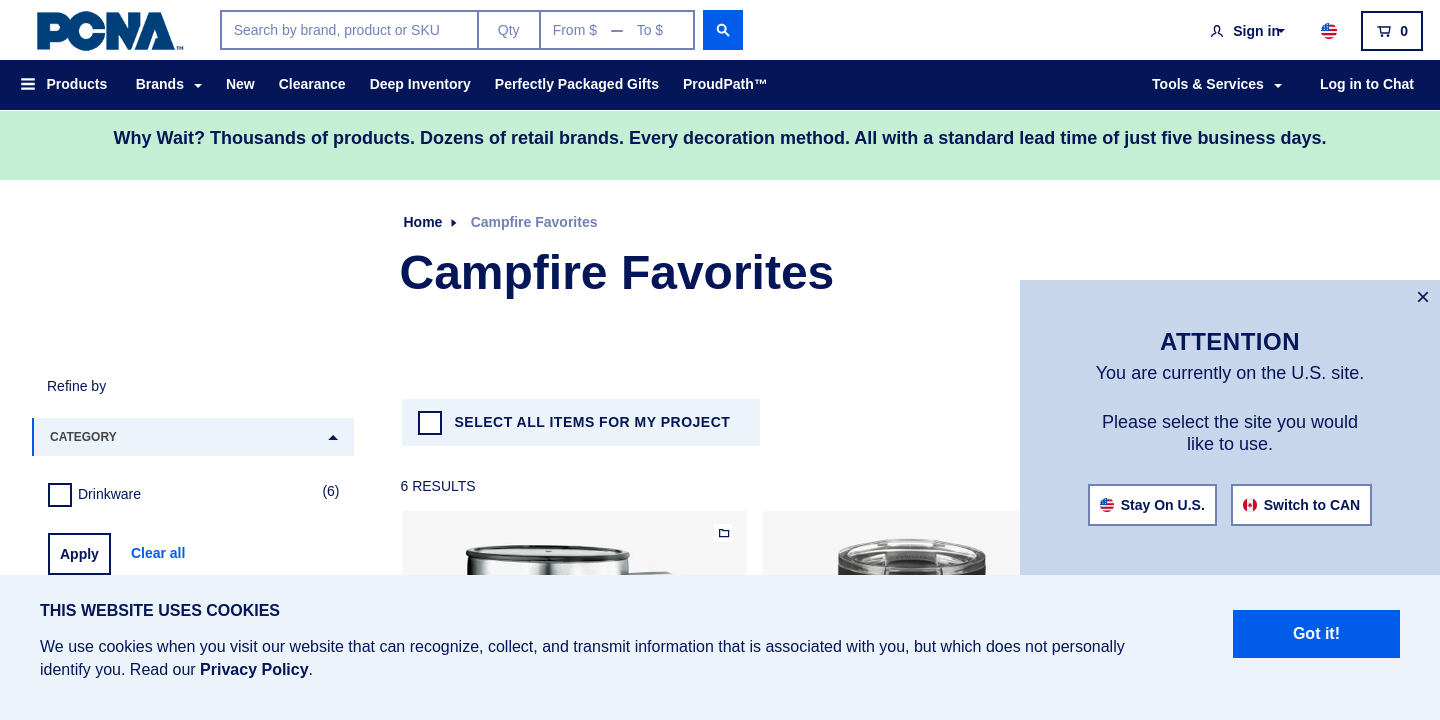 PCNA™
Search by brand, product or SKU
Qty
From $ — To $
Sign in
0
Products
Brands
New
Clearance
Deep Inventory
Perfectly Packaged Gifts
ProudPath™
Tools & Services
Log in to Chat
Why Wait? Thousands of products. Dozens of retail brands. Every decoration method. All with a standard lead time of just five business days.
Home
Campfire Favorites
Campfire Favorites
Refine by
CATEGORY
Drinkware
(6)
Apply
Clear all
SELECT ALL ITEMS FOR MY PROJECT
6 RESULTS
×
ATTENTION
You are currently on the U.S. site.
Please select the site you would
like to use.
Stay On U.S.
Switch to CAN
THIS WEBSITE USES COOKIES
We use cookies when you visit our website that can recognize, collect, and transmit information that is associated with you, but which does not personally
identify you. Read our Privacy Policy.
Got it!